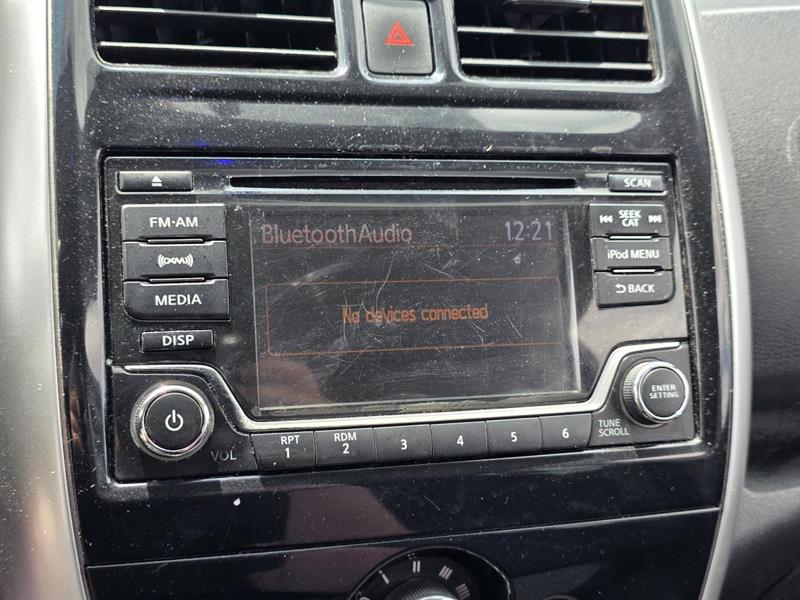 SCAN
FM·AM
SEEK
CAT
BluetoothAudio 12:21
((XM))
iPod MENU
MEDIA
BACK
No devices connected
DISP
ENTER
SETTING
VOL
RPT
1
RDM
2
3
4
5
6
TUNE
SCROLL